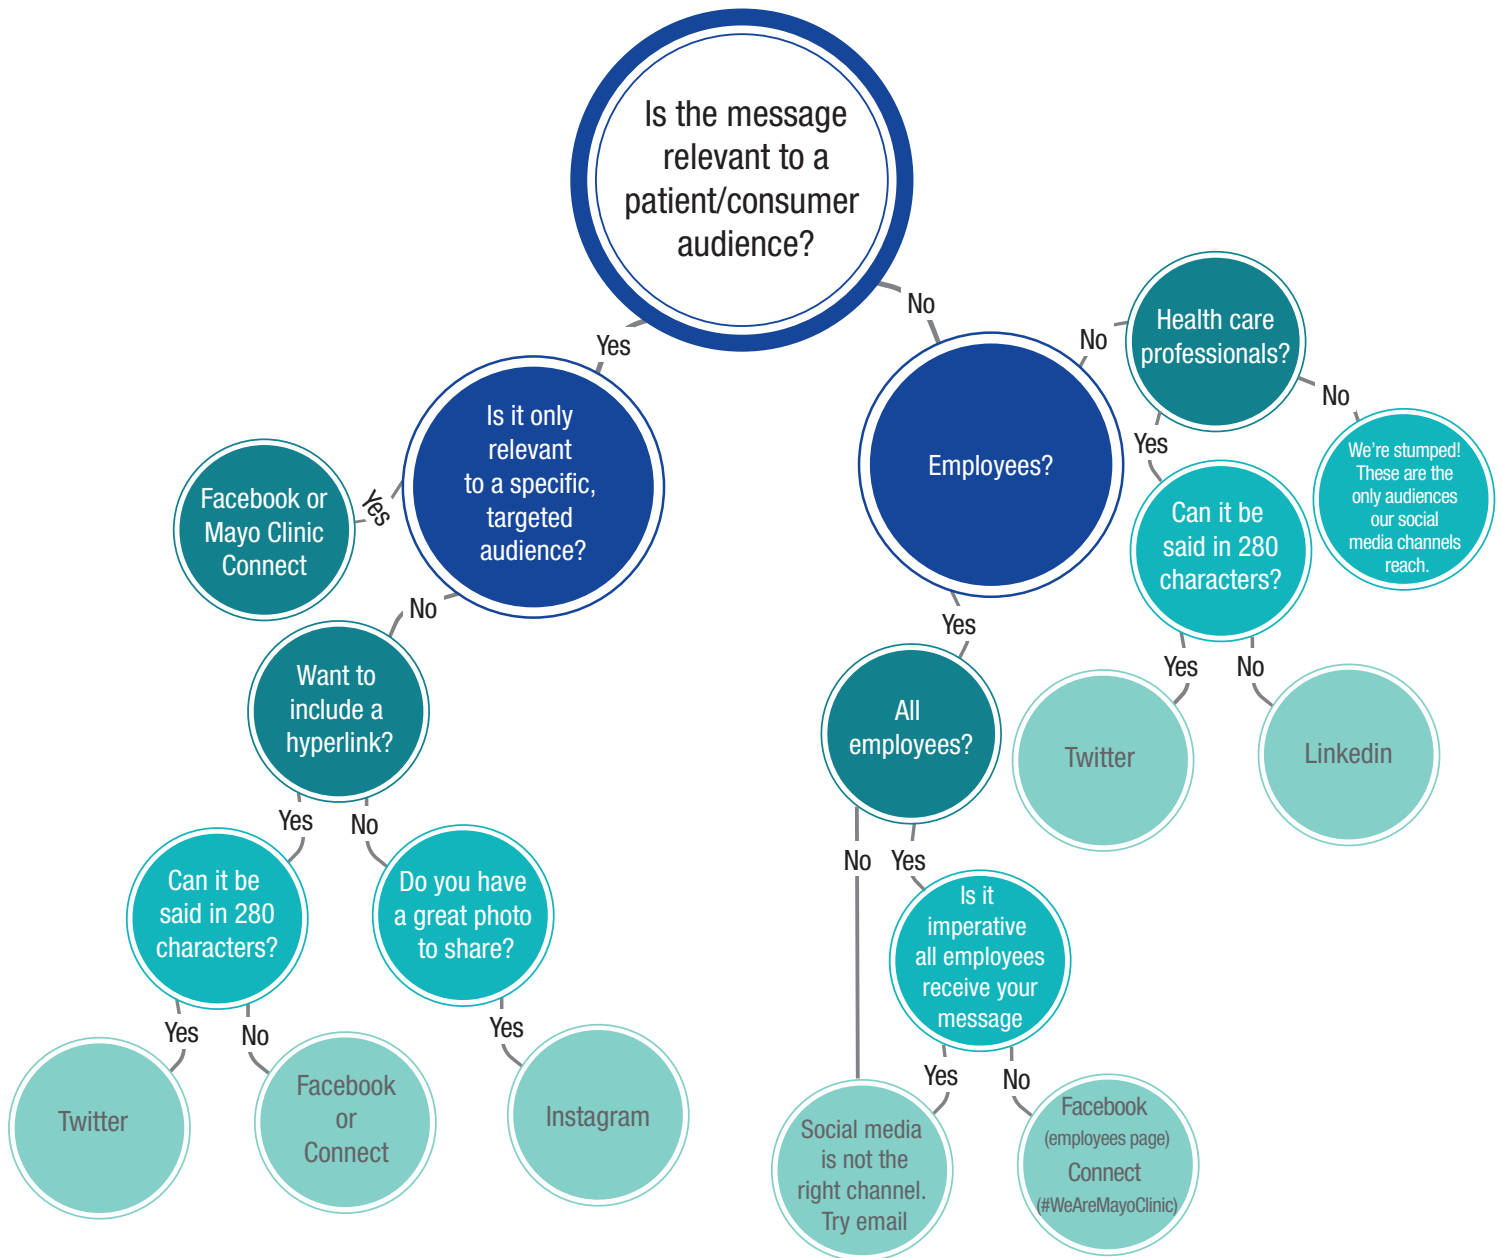 Is the message
relevant to a
patient/consumer
audience?
Yes
No
Is it only
relevant
to a specific,
targeted
audience?
Yes
Facebook or
Mayo Clinic
Connect
No
Want to
include a
hyperlink?
Yes
No
Can it be
said in 280
characters?
Yes
No
Twitter
Facebook
or
Connect
Do you have
a great photo
to share?
Yes
Instagram
Employees?
No
Health care
professionals?
No
We're stumped!
These are the
only audiences
our social
media channels
reach.
Yes
Can it be
said in 280
characters?
Yes
No
Twitter
Linkedin
Yes
All
employees?
No
Yes
Is it
imperative
all employees
receive your
message
Yes
No
Social media
is not the
right channel.
Try email
Facebook
(employees page)
Connect
(#WeAreMayoClinic)